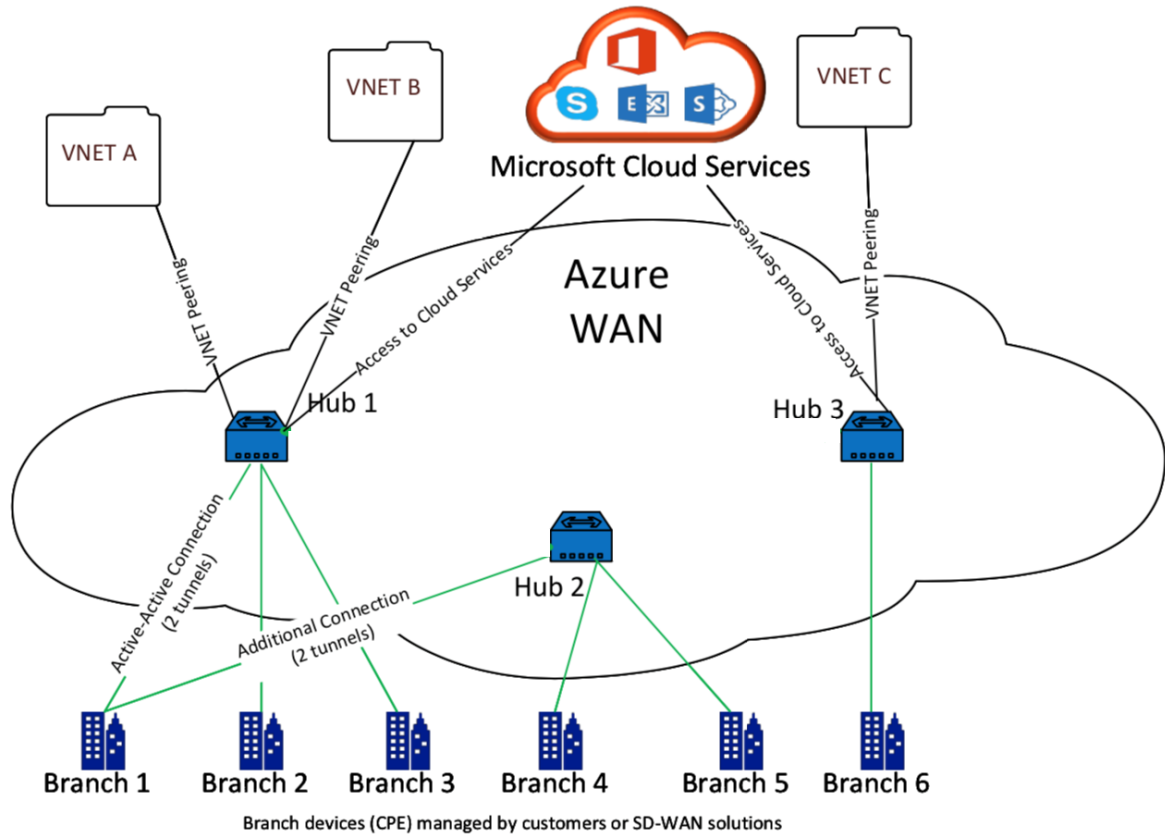 VNET A
VNET B
VNET C
S
E
S
Microsoft Cloud Services
Azure
WAN
VNET Peering
VNET Peering
Access to Cloud Services
Access to Cloud Services
VNET Peering
Hub 1
Hub 3
Hub 2
Active-Active Connection
(2 tunnels)
Additional Connection
(2 tunnels)
Branch 1
Branch 2
Branch 3
Branch 4
Branch 5
Branch 6
Branch devices (CPE) managed by customers or SD-WAN solutions